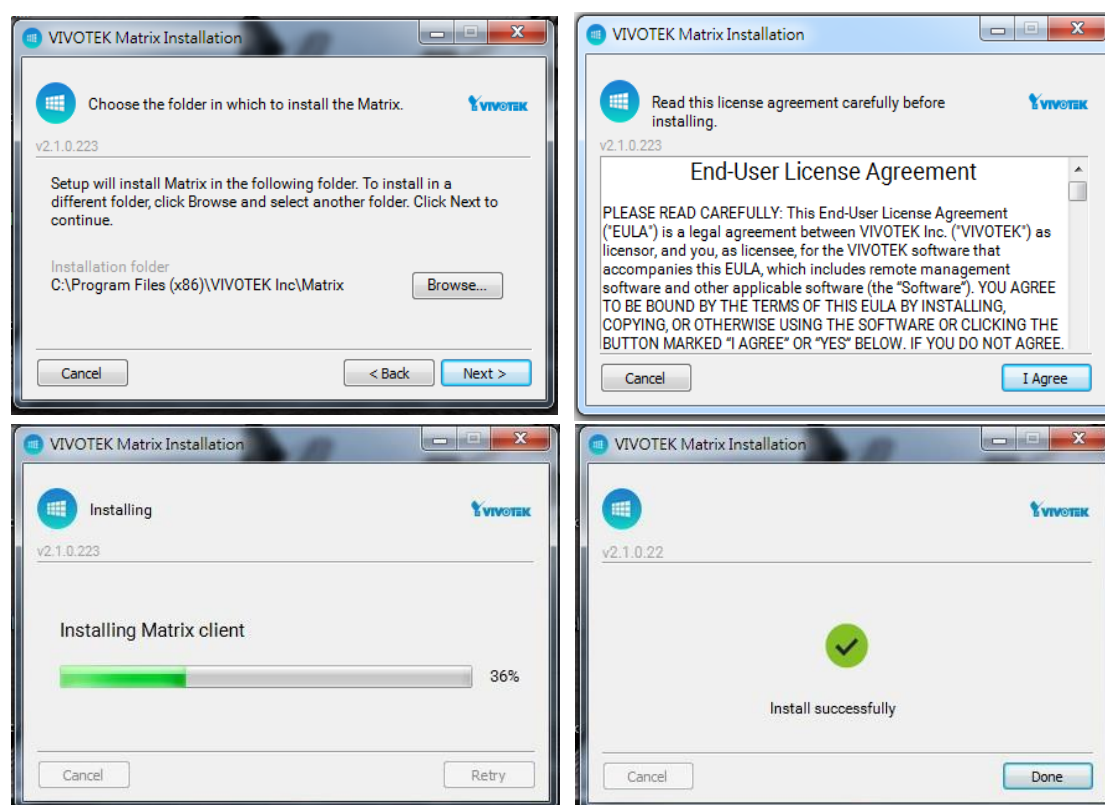 VIVOTEK Matrix Installation
Choose the folder in which to install the Matrix.
VIVOTEK
v2.1.0.223
Setup will install Matrix in the following folder. To install in a
different folder, click Browse and select another folder. Click Next to
continue.
Installation folder
C:\Program Files (x86)\VIVOTEK Inc\Matrix
Browse...
Cancel
< Back
Next >
VIVOTEK Matrix Installation
Read this license agreement carefully before
installing.
VIVOTEK
v2.1.0.223
End-User License Agreement
PLEASE READ CAREFULLY: This End-User License Agreement
("EULA") is a legal agreement between VIVOTEK Inc. ("VIVOTEK") as
licensor, and you, as licensee, for the VIVOTEK software that
accompanies this EULA, which includes remote management
software and other applicable software (the “Software”). YOU AGREE
TO BE BOUND BY THE TERMS OF THIS EULA BY INSTALLING,
COPYING, OR OTHERWISE USING THE SOFTWARE OR CLICKING THE
BUTTON MARKED “I AGREE” OR “YES” BELOW. IF YOU DO NOT AGREE.
Cancel
I Agree
VIVOTEK Matrix Installation
Installing
VIVOTEK
v2.1.0.223
Installing Matrix client
36%
Cancel
Retry
VIVOTEK Matrix Installation
VIVOTEK
v2.1.0.22
Install successfully
Cancel
Done